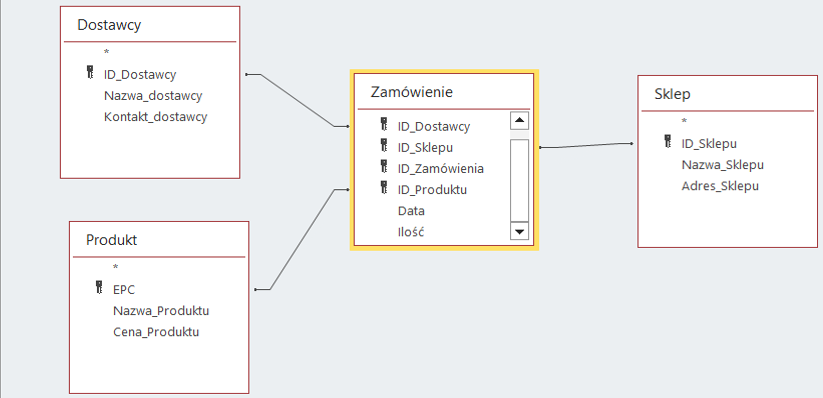 Dostawcy
*
ID_Dostawcy
Nazwa_dostawcy
Kontakt_dostawcy
Zamówienie
ID_Dostawcy
ID_Sklepu
ID_Zamówienia
ID_Produktu
Data
Ilość
Sklep
*
ID_Sklepu
Nazwa_Sklepu
Adres_Sklepu
Produkt
*
EPC
Nazwa_Produktu
Cena_Produktu